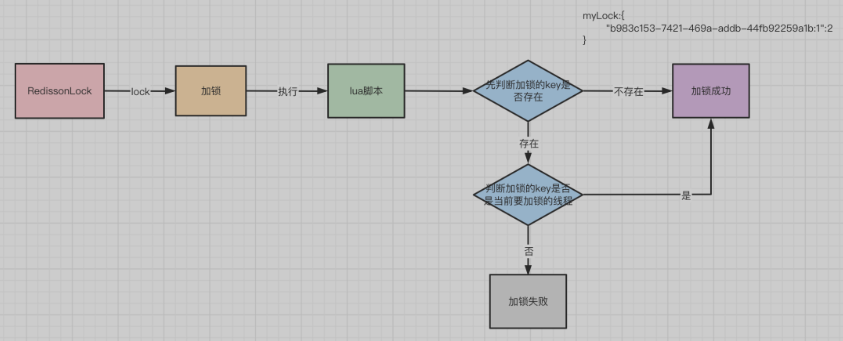 myLock:{
"b983c153-7421-469a-addb-44fb92259a1b:1":2
}
RedissonLock
lock
加锁
执行
lua脚本
先判断加锁的key是
否存在
不存在
加锁成功
存在
判断加锁的key是否
是当前要加锁的线程
是
否
加锁失败